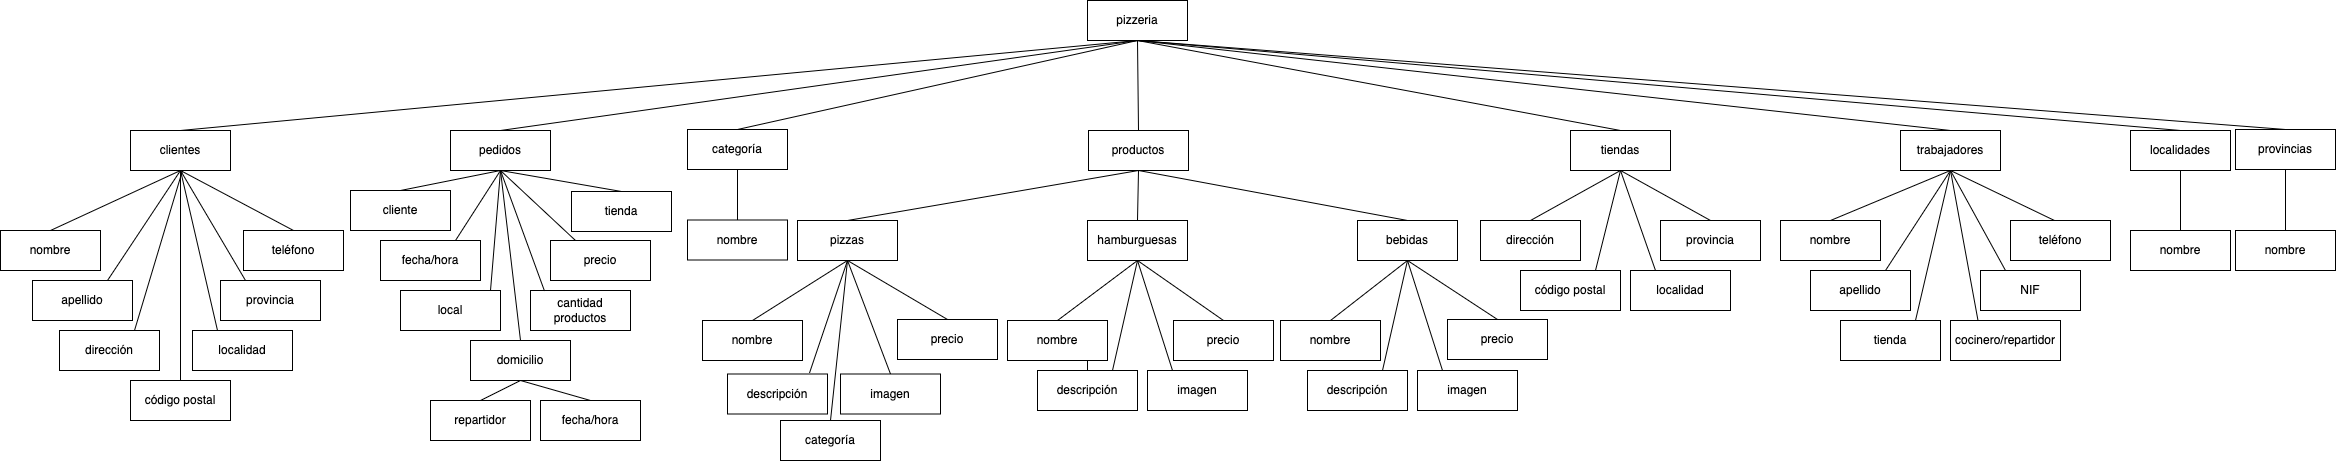 pizzeria
clientes
pedidos
categoría
productos
tiendas
trabajadores
localidades
provincias
nombre
apellido
dirección
código postal
localidad
provincia
teléfono
cliente
fecha/hora
local
domicilio
repartidor
fecha/hora
cantidad
productos
precio
tienda
nombre
pizzas
nombre
descripción
categoría
imagen
precio
hamburguesas
nombre
descripción
imagen
precio
bebidas
nombre
descripción
imagen
precio
dirección
código postal
localidad
provincia
nombre
apellido
tienda
cocinero/repartidor
NIF
teléfono
nombre
nombre